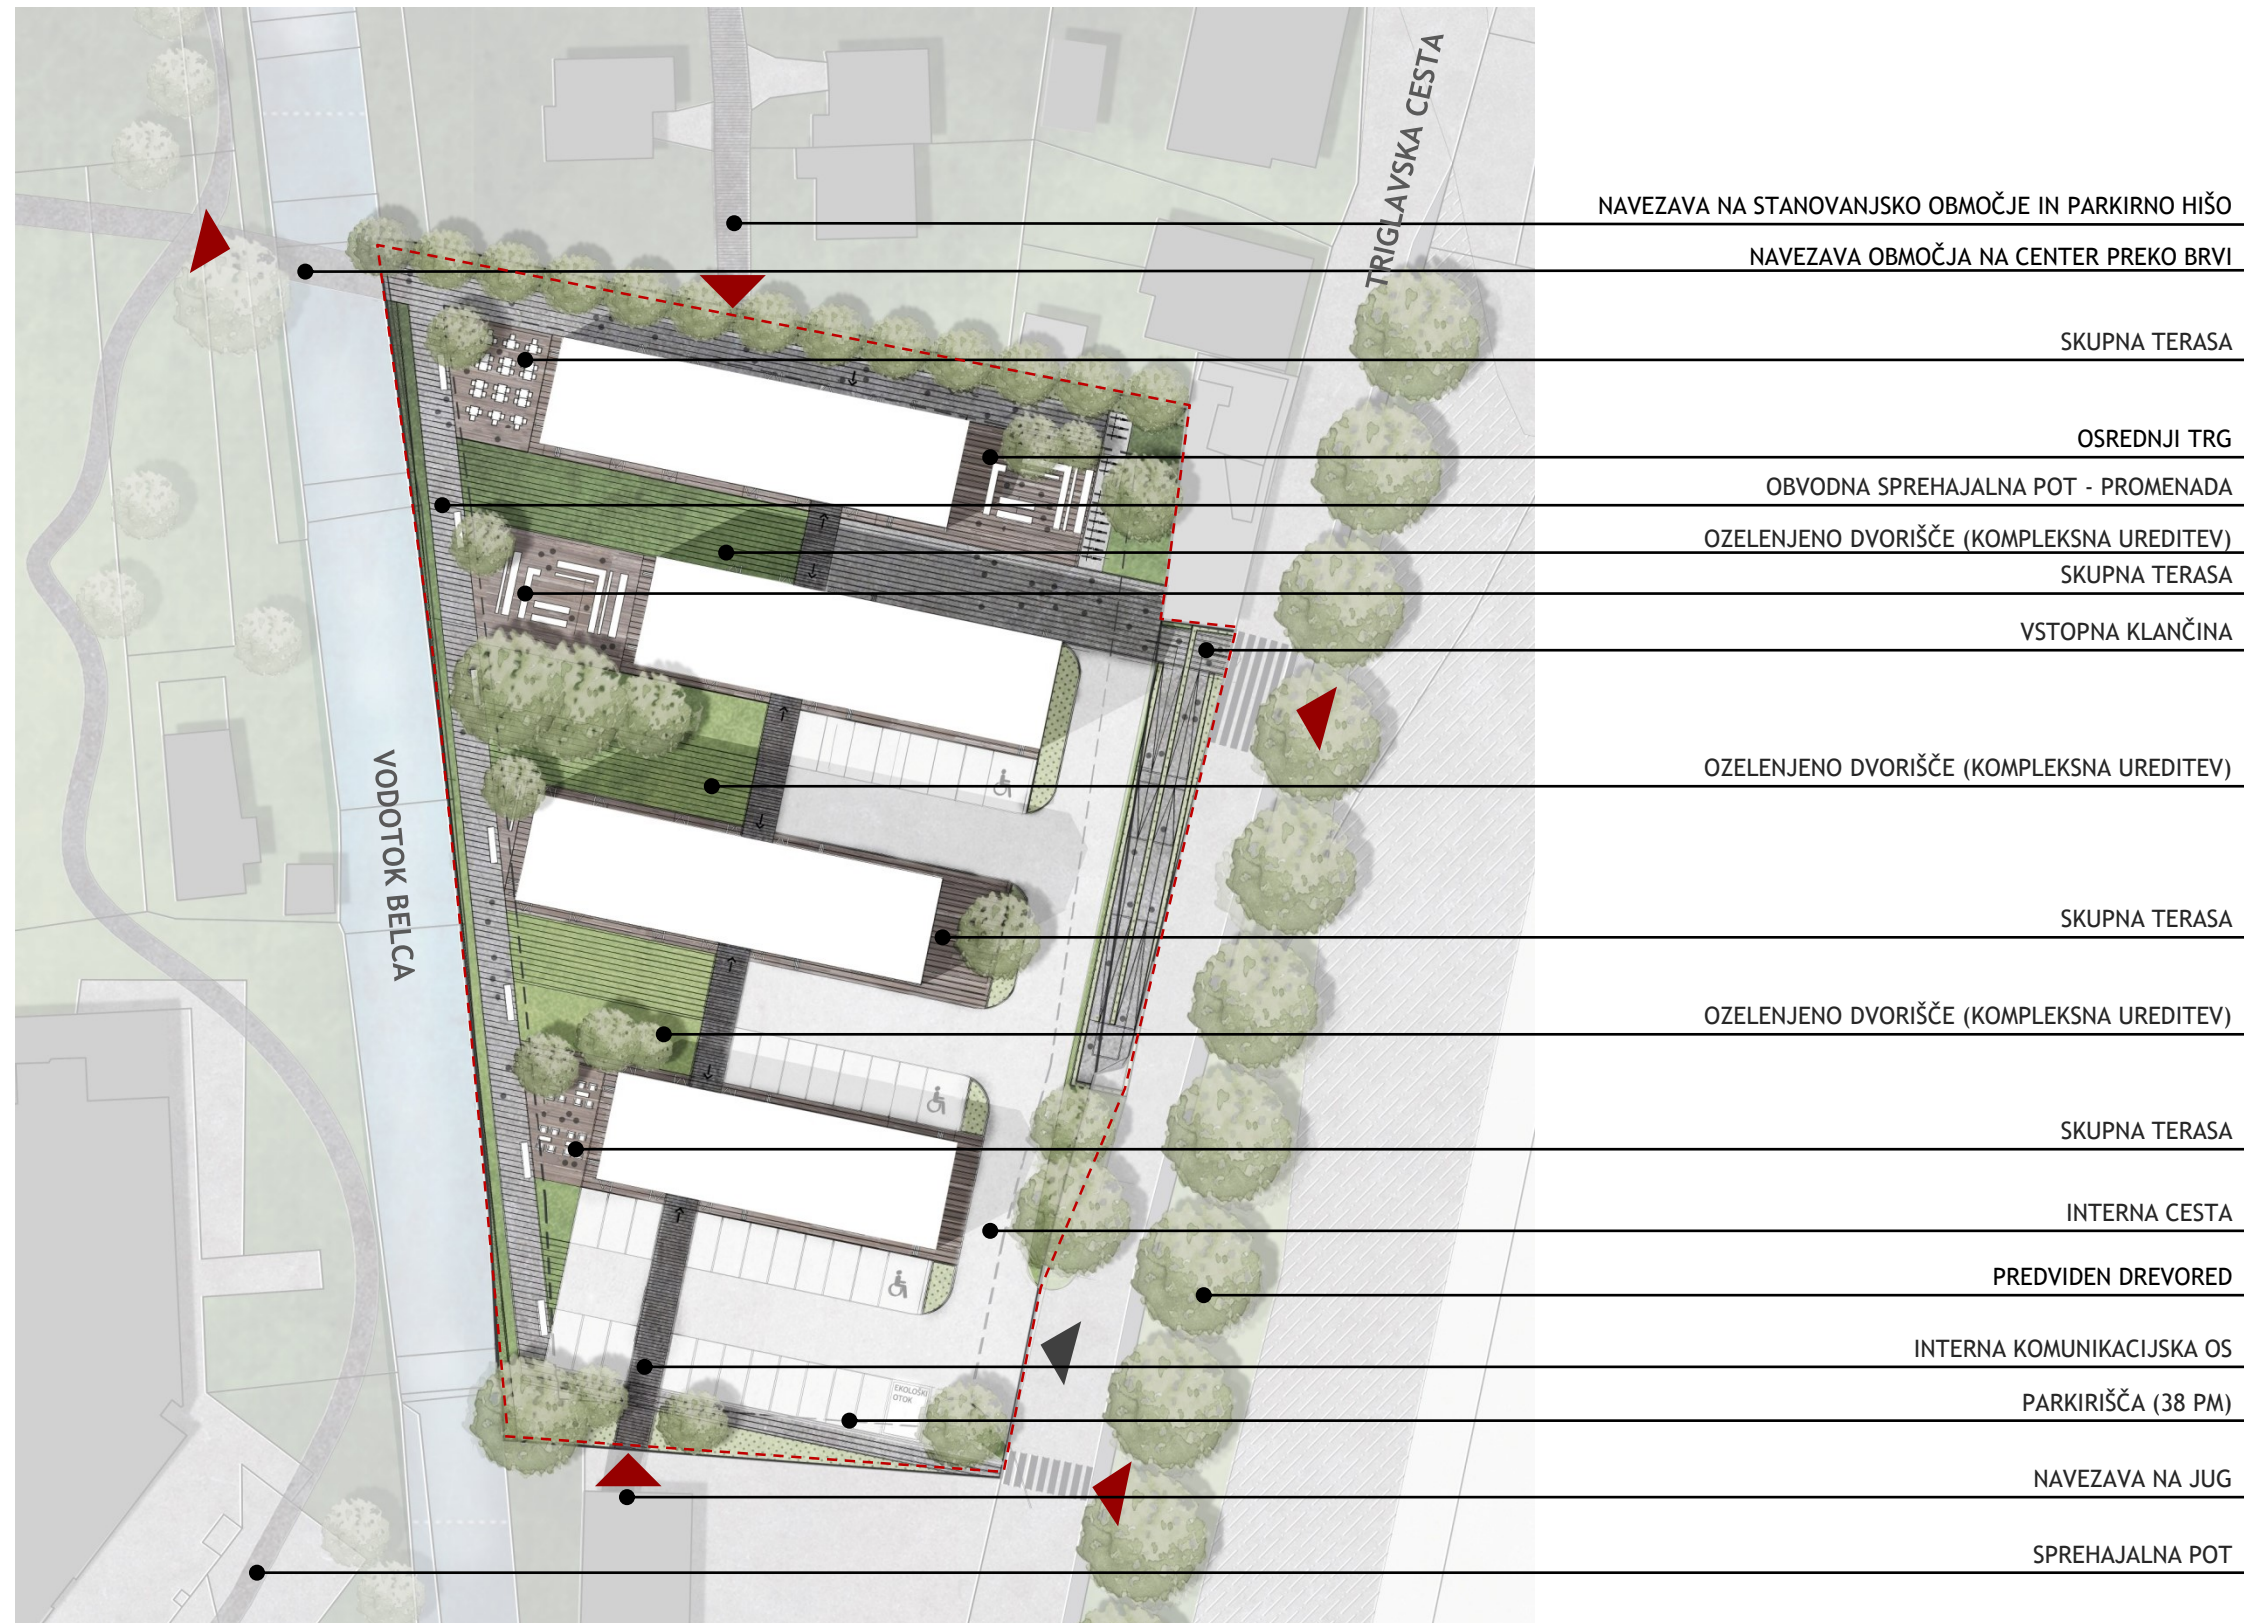 TRIGLAVSKA CESTA
NAVEZAVA NA STANOVANJSKO OBMOČJE IN PARKIRNO HIŠO
NAVEZAVA OBMOČJA NA CENTER PREKO BRVI
SKUPNA TERASA
OSREDNJI TRG
OBVODNA SPREHAJALNA POT - PROMENADA
OZELENJENO DVORIŠČE (KOMPLEKSNA UREDITEV)
SKUPNA TERASA
VSTOPNA KLANČINA
OZELENJENO DVORIŠČE (KOMPLEKSNA UREDITEV)
VODOTOK BELCA
SKUPNA TERASA
OZELENJENO DVORIŠČE (KOMPLEKSNA UREDITEV)
SKUPNA TERASA
INTERNA CESTA
PREDVIDEN DREVORED
INTERNA KOMUNIKACIJSKA OS
EKOLOŠKI
OTOK
PARKIRIŠČA (38 PM)
NAVEZAVA NA JUG
SPREHAJALNA POT